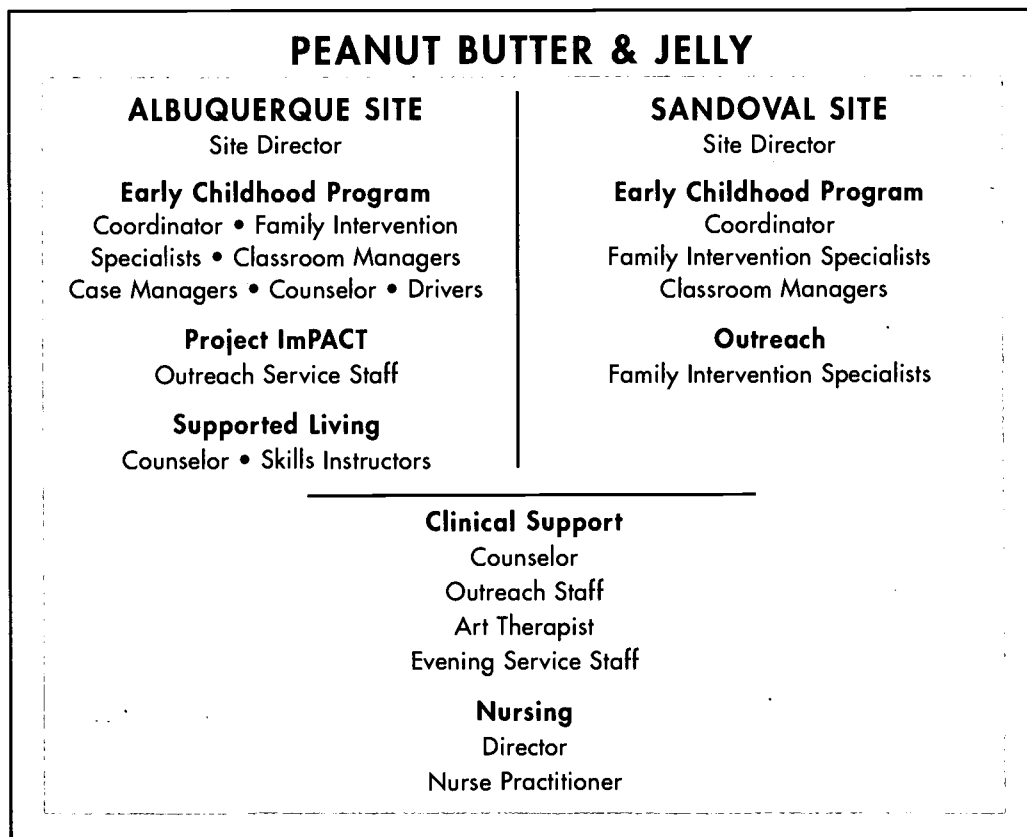 PEANUT BUTTER & JELLY
ALBUQUERQUE SITE
Site Director
Early Childhood Program
Coordinator • Family Intervention
Specialists • Classroom Managers
Case Managers • Counselor • Drivers
Project ImPACT
Outreach Service Staff
Supported Living
Counselor • Skills Instructors
SANDOVAL SITE
Site Director
Early Childhood Program
Coordinator
Family Intervention Specialists
Classroom Managers
Outreach
Family Intervention Specialists
Clinical Support
Counselor
Outreach Staff
Art Therapist
Evening Service Staff
Nursing
Director
Nurse Practitioner